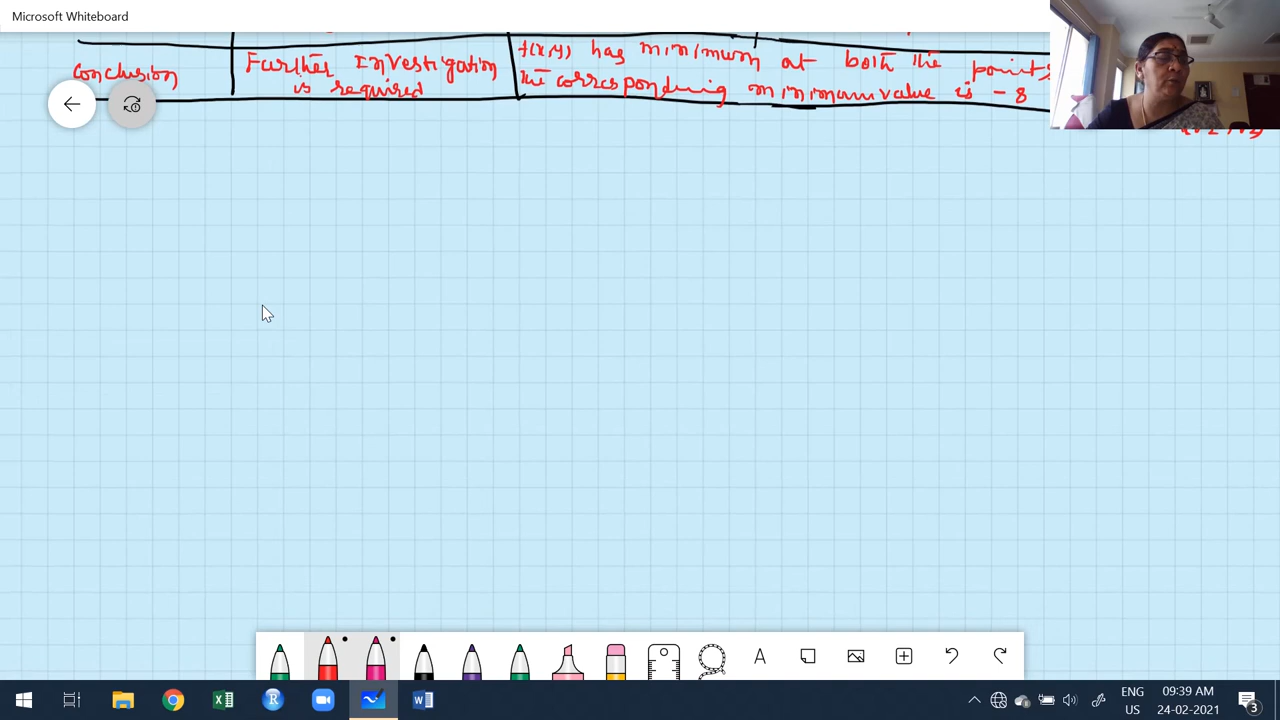 Microsoft Whiteboard
Conclusion
Further Investigation
is required
f(x,y) has minimum at both the points
the corresponding minimum value is - 8
A
ENG
US
09:39 AM
24-02-2021
3